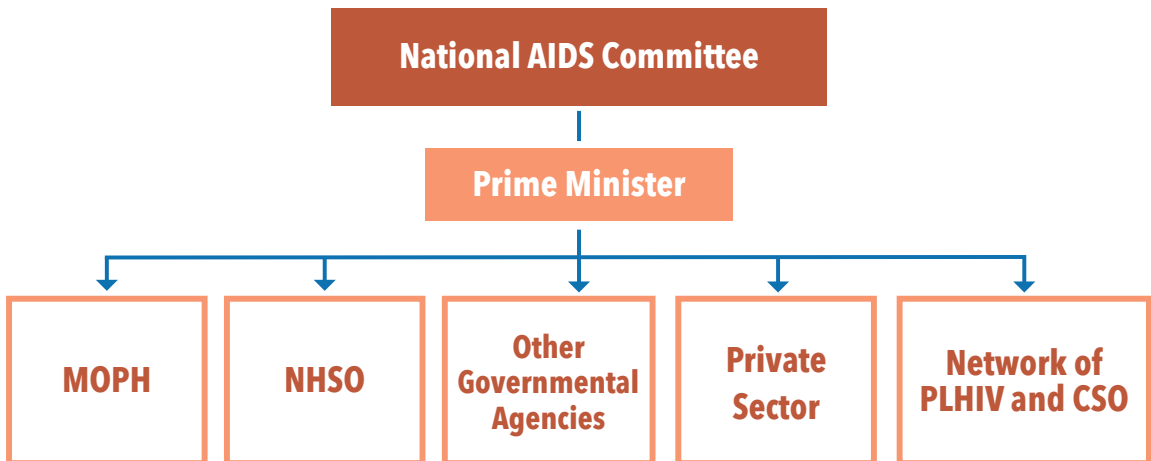 National AIDS Committee
Prime Minister
MOPH
NHSO
Other
Governmental
Agencies
Private
Sector
Network of
PLHIV and CSO